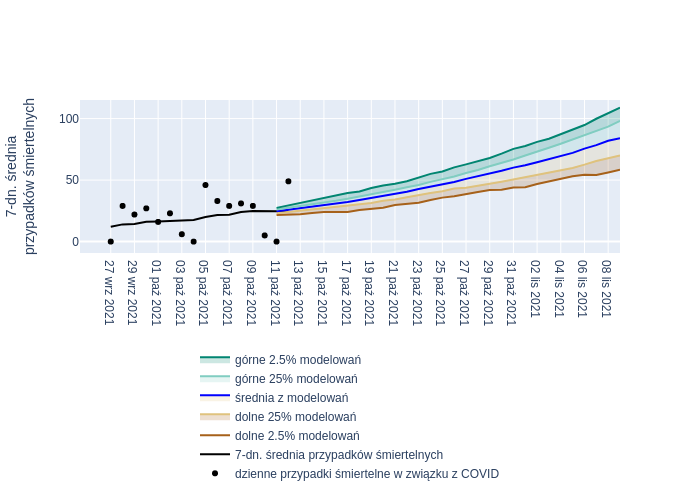 7-dn. średnia
przypadków śmiertelnych
100
50
0
27 wrz 2021
29 wrz 2021
01 paź 2021
03 paź 2021
05 paź 2021
07 paź 2021
09 paź 2021
11 paź 2021
13 paź 2021
15 paź 2021
17 paź 2021
19 paź 2021
21 paź 2021
23 paź 2021
25 paź 2021
27 paź 2021
29 paź 2021
31 paź 2021
02 lis 2021
04 lis 2021
06 lis 2021
08 lis 2021
górne 2.5% modelowań
górne 25% modelowań
średnia z modelowań
dolne 25% modelowań
dolne 2.5% modelowań
7-dn. średnia przypadków śmiertelnych
dzienne przypadki śmiertelne w związku z COVID